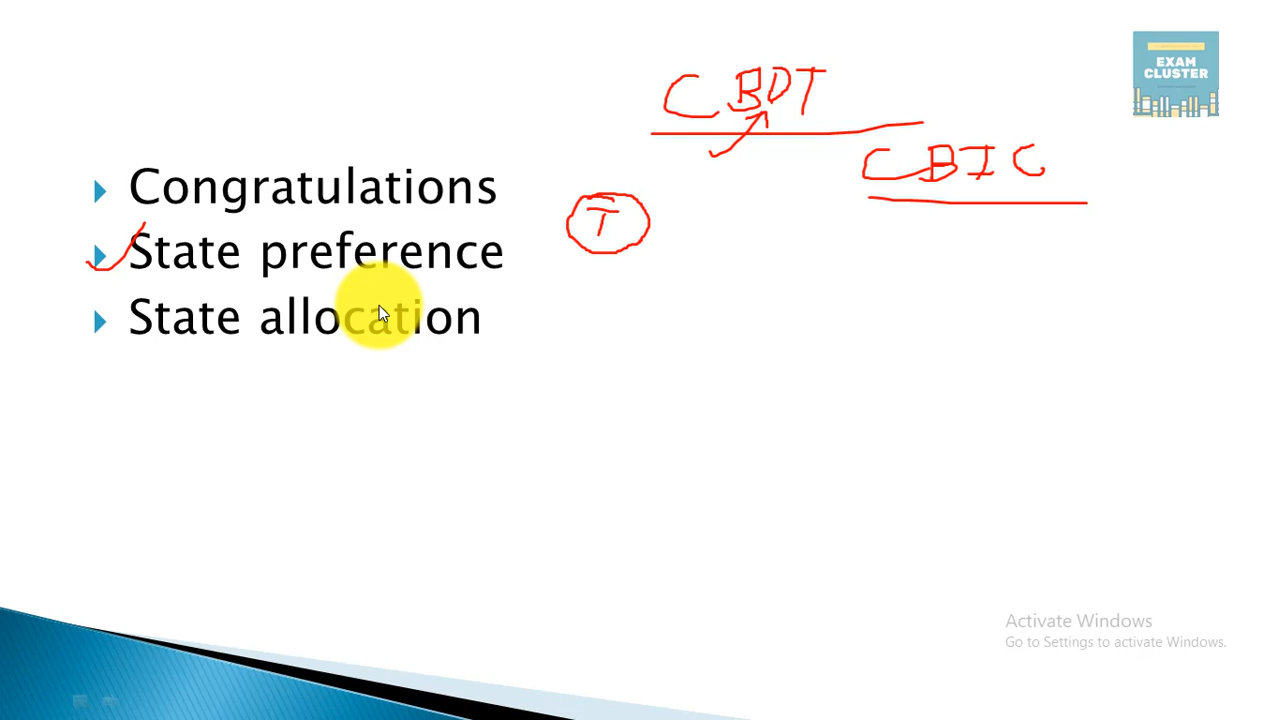 EXAM
CLUSTER
CBDT
CBIC
Congratulations
T
State preference
State allocation
Activate Windows
Go to Settings to activate Windows.